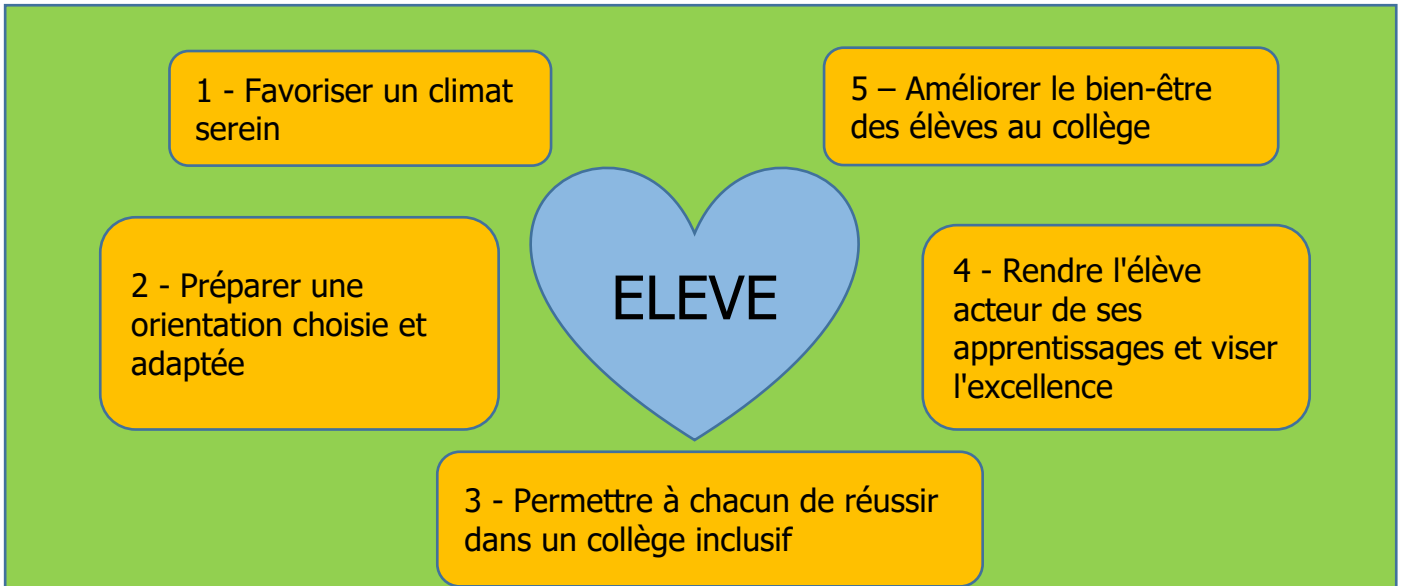 1 - Favoriser un climat
serein
5 – Améliorer le bien-être
des élèves au collège
2 - Préparer une
orientation choisie et
adaptée
ELEVE
4 - Rendre l'élève
acteur de ses
apprentissages et viser
l'excellence
3 - Permettre à chacun de réussir
dans un collège inclusif